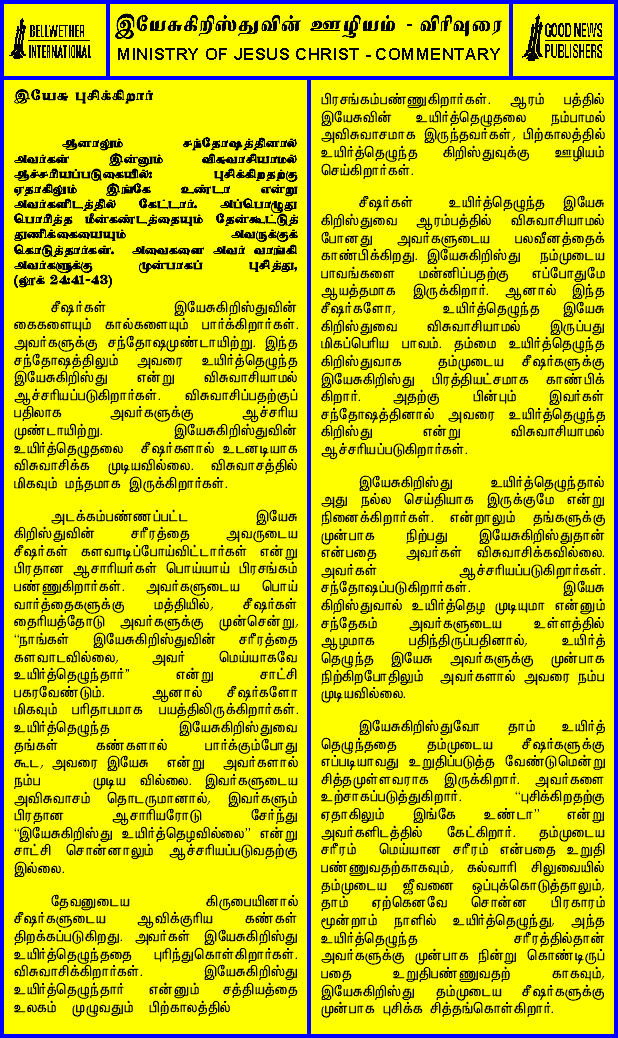 BELLWETHER
INTERNATIONAL
இயேசுகிறிஸ்துவின் ஊழியம் - விரிவுரை
MINISTRY OF JESUS CHRIST - COMMENTARY
GOOD NEWS
PUBLISHERS
இயேசு புசிக்கிறார்
ஆனாலும் சந்தோஷத்தினால்
அவர்கள் இன்னும் விசுவாசியாமல்
ஆச்சரியப்படுகையில்: புசிக்கிறதற்கு
ஏதாகிலும் இங்கே உண்டா என்று
அவர்களிடத்தில் கேட்டார். அப்பொழுது
பொரித்த மீன்கண்டத்தையும் தேன்கூட்டுத்
துணிக்கையையும் அவருக்குக்
கொடுத்தார்கள். அவைகளை அவர் வாங்கி
அவர்களுக்கு முன்பாகப் புசித்து,
(லூக் 24:41-43)
சீஷர்கள் இயேசுகிறிஸ்துவின்
கைகளையும் கால்களையும் பார்க்கிறார்கள்.
அவர்களுக்கு சந்தோஷமுண்டாயிற்று. இந்த
சந்தோஷத்திலும் அவரை உயிர்த்தெழுந்த
இயேசுகிறிஸ்து என்று விசுவாசியாமல்
ஆச்சரியப்படுகிறார்கள். விசுவாசிப்பதற்குப்
பதிலாக அவர்களுக்கு ஆச்சரிய
முண்டாயிற்று. இயேசுகிறிஸ்துவின்
உயிர்த்தெழுதலை சீஷர்களால் உடனடியாக
விசுவாசிக்க முடியவில்லை. விசுவாசத்தில்
மிகவும் மந்தமாக இருக்கிறார்கள்.
அடக்கம்பண்ணப்பட்ட இயேசு
கிறிஸ்துவின் சரீரத்தை அவருடைய
சீஷர்கள் களவாடிப்போய்விட்டார்கள் என்று
பிரதான ஆசாரியர்கள் பொய்யாய் பிரசங்கம்
பண்ணுகிறார்கள். அவர்களுடைய பொய்
வார்த்தைகளுக்கு மத்தியில், சீஷர்கள்
தைரியத்தோடு அவர்களுக்கு முன்சென்று,
"நாங்கள் இயேசுகிறிஸ்துவின் சரீரத்தை
களவாடவில்லை, அவர் மெய்யாகவே
உயிர்த்தெழுந்தார்" என்று சாட்சி
பகரவேண்டும். ஆனால் சீஷர்களோ
மிகவும் பரிதாபமாக பயத்திலிருக்கிறார்கள்.
உயிர்த்தெழுந்த இயேசுகிறிஸ்துவை
தங்கள் கண்களால் பார்க்கும்போது
கூட, அவரை இயேசு என்று அவர்களால்
நம்ப முடிய வில்லை. இவர்களுடைய
அவிசுவாசம் தொடருமானால், இவர்களும்
பிரதான ஆசாரியரோடு சேர்ந்து
"இயேசுகிறிஸ்து உயிர்த்தெழவில்லை" என்று
சாட்சி சொன்னாலும் ஆச்சரியப்படுவதற்கு
இல்லை.
தேவனுடைய கிருபையினால்
சீஷர்களுடைய ஆவிக்குரிய கண்கள்
திறக்கப்படுகிறது. அவர்கள் இயேசுகிறிஸ்து
உயிர்த்தெழுந்ததை புரிந்துகொள்கிறார்கள்.
விசுவாசிக்கிறார்கள். இயேசுகிறிஸ்து
உயிர்த்தெழுந்தார் என்னும் சத்தியத்தை
உலகம் முழுவதும் பிற்காலத்தில்
பிரசங்கம்பண்ணுகிறார்கள். ஆரம் பத்தில்
இயேசுவின் உயிர்த்தெழுதலை நம்பாமல்
அவிசுவாசமாக இருந்தவர்கள், பிற்காலத்தில்
உயிர்த்தெழுந்த கிறிஸ்துவுக்கு ஊழியம்
செய்கிறார்கள்.
சீஷர்கள் உயிர்த்தெழுந்த இயேசு
கிறிஸ்துவை ஆரம்பத்தில் விசுவாசியாமல்
போனது அவர்களுடைய பலவீனத்தைக்
காண்பிக்கிறது. இயேசுகிறிஸ்து நம்முடைய
பாவங்களை மன்னிப்பதற்கு எப்போதுமே
ஆயத்தமாக இருக்கிறார். ஆனால் இந்த
சீஷர்களோ, உயிர்த்தெழுந்த இயேசு
கிறிஸ்துவை விசுவாசியாமல் இருப்பது
மிகப்பெரிய பாவம். தம்மை உயிர்த்தெழுந்த
கிறிஸ்துவாக தம்முடைய சீஷர்களுக்கு
இயேசுகிறிஸ்து பிரத்தியட்சமாக காண்பிக்
கிறார். அதற்கு பின்பும் இவர்கள்
சந்தோஷத்தினால் அவரை உயிர்த்தெழுந்த
கிறிஸ்து என்று விசுவாசியாமல்
ஆச்சரியப்படுகிறார்கள்.
இயேசுகிறிஸ்து உயிர்த்தெழுந்தால்
அது நல்ல செய்தியாக இருக்குமே என்று
நினைக்கிறார்கள். என்றாலும் தங்களுக்கு
முன்பாக நிற்பது இயேசுகிறிஸ்துதான்
என்பதை அவர்கள் விசுவாசிக்கவில்லை.
அவர்கள் ஆச்சரியப்படுகிறார்கள்.
சந்தோஷப்படுகிறார்கள். இயேசு
கிறிஸ்துவால் உயிர்த்தெழ முடியுமா என்னும்
சந்தேகம் அவர்களுடைய உள்ளத்தில்
ஆழமாக பதிந்திருப்பதினால், உயிர்த்
தெழுந்த இயேசு அவர்களுக்கு முன்பாக
நிற்கிறபோதிலும் அவர்களால் அவரை நம்ப
முடியவில்லை.
இயேசுகிறிஸ்துவோ தாம் உயிர்த்
தெழுந்ததை தம்முடைய சீஷர்களுக்கு
எப்படியாவது உறுதிப்படுத்த வேண்டுமென்று
சித்தமுள்ளவராக இருக்கிறார். அவர்களை
உற்சாகப்படுத்துகிறார். "புசிக்கிறதற்கு
ஏதாகிலும் இங்கே உண்டா" என்று
அவர்களிடத்தில் கேட்கிறார். தம்முடைய
சரீரம் மெய்யான சரீரம் என்பதை உறுதி
பண்ணுவதற்காகவும், கல்வாரி சிலுவையில்
தம்முடைய ஜீவனை ஒப்புக்கொடுத்தாலும்,
தாம் ஏற்கெனவே சொன்ன பிரகாரம்
மூன்றாம் நாளில் உயிர்த்தெழுந்து, அந்த
உயிர்த்தெழுந்த சரீரத்தில்தான்
அவர்களுக்கு முன்பாக நின்று கொண்டிருப்
பதை உறுதிபண்ணுவதற் காகவும்,
இயேசுகிறிஸ்து தம்முடைய சீஷர்களுக்கு
முன்பாக புசிக்க சித்தங்கொள்கிறார்.